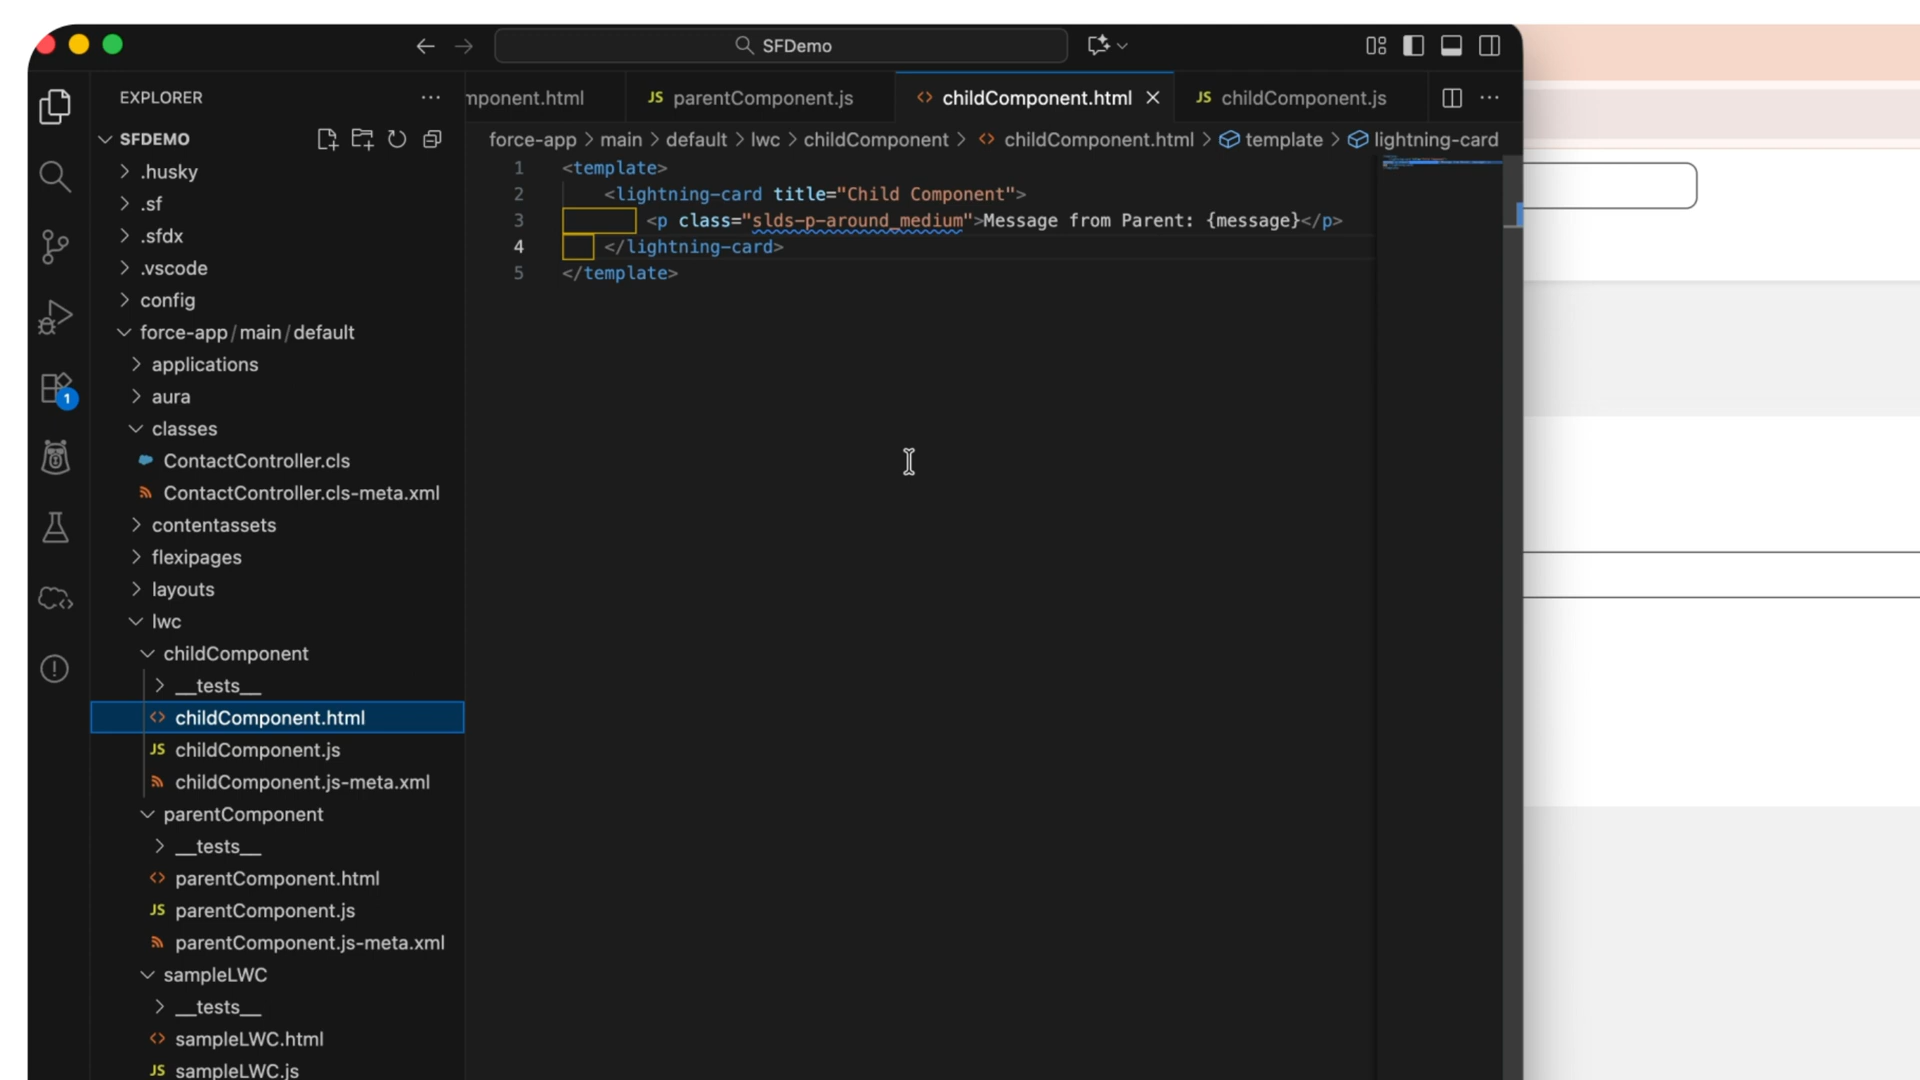 SFDemo
EXPLORER
SFDEMO
.husky
.sf
.sfdx
.vscode
config
force-app/main/default
applications
aura
classes
ContactController.cls
ContactController.cls-meta.xml
contentassets
flexipages
layouts
lwc
childComponent
__tests__
childComponent.html
JS childComponent.js
childComponent.js-meta.xml
parentComponent
__tests__
parentComponent.html
JS parentComponent.js
parentComponent.js-meta.xml
sampleLWC
__tests__
sampleLWC.html
JS sampleLWC.js
1
mponent.html JS parentComponent.js childComponent.html JS childComponent.js
force-app > main > default > lwc > childComponent > childComponent.html > template > lightning-card
1 <template>
2 <lightning-card title="Child Component">
3 <p class="slds-p-around_medium">Message from Parent: {message}</p>
4 </lightning-card>
5 </template>